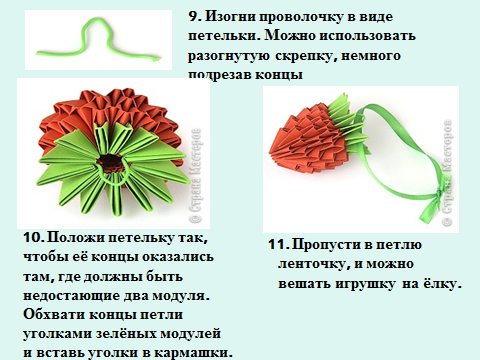 9. Изогни проволочку в виде
петельки. Можно использовать
разогнутую скрепку, немного
подрезав концы
© Страна Мастеров
© Страна Мастеров
10. Положи петельку так,
чтобы её концы оказались
там, где должны быть
недостающие два модуля.
Обхвати концы петли
уголками зелёных модулей
и вставь уголки в кармашки.
11. Пропусти в петлю
ленточку, и можно
вешать игрушку на ёлку.